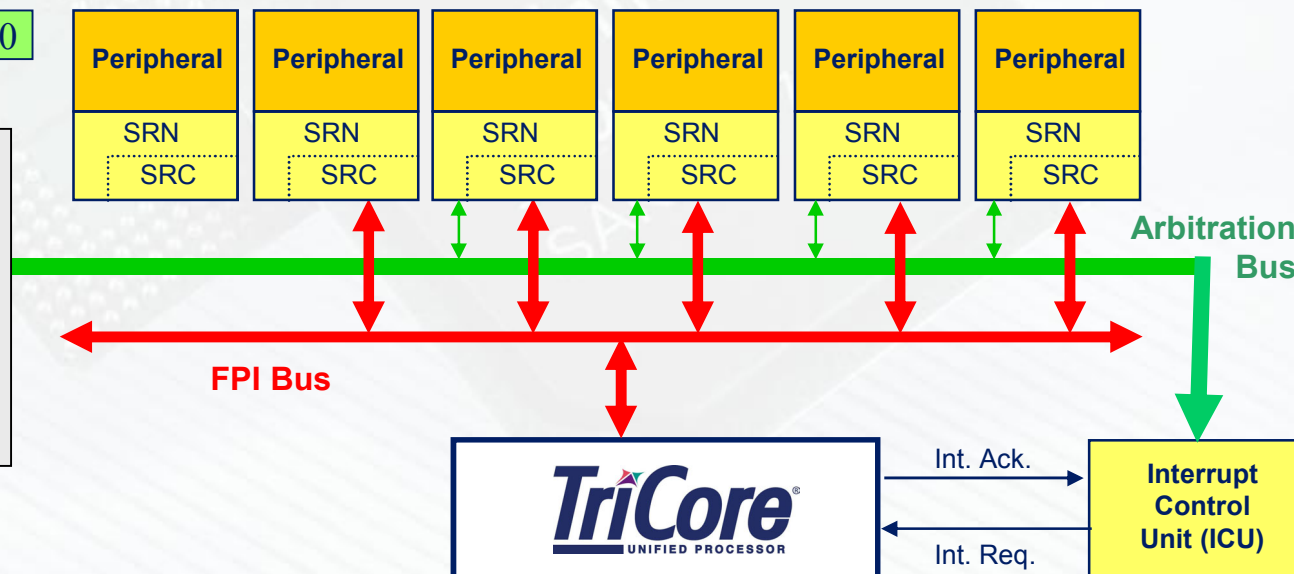 0
Peripheral
Peripheral
Peripheral
Peripheral
Peripheral
Peripheral
SRN
SRN
SRN
SRN
SRN
SRN
SRC
SRC
SRC
SRC
SRC
SRC
Arbitration
Bus
FPI Bus
TriCore®
UNIFIED PROCESSOR
Int. Ack.
Int. Req.
Interrupt
Control
Unit (ICU)